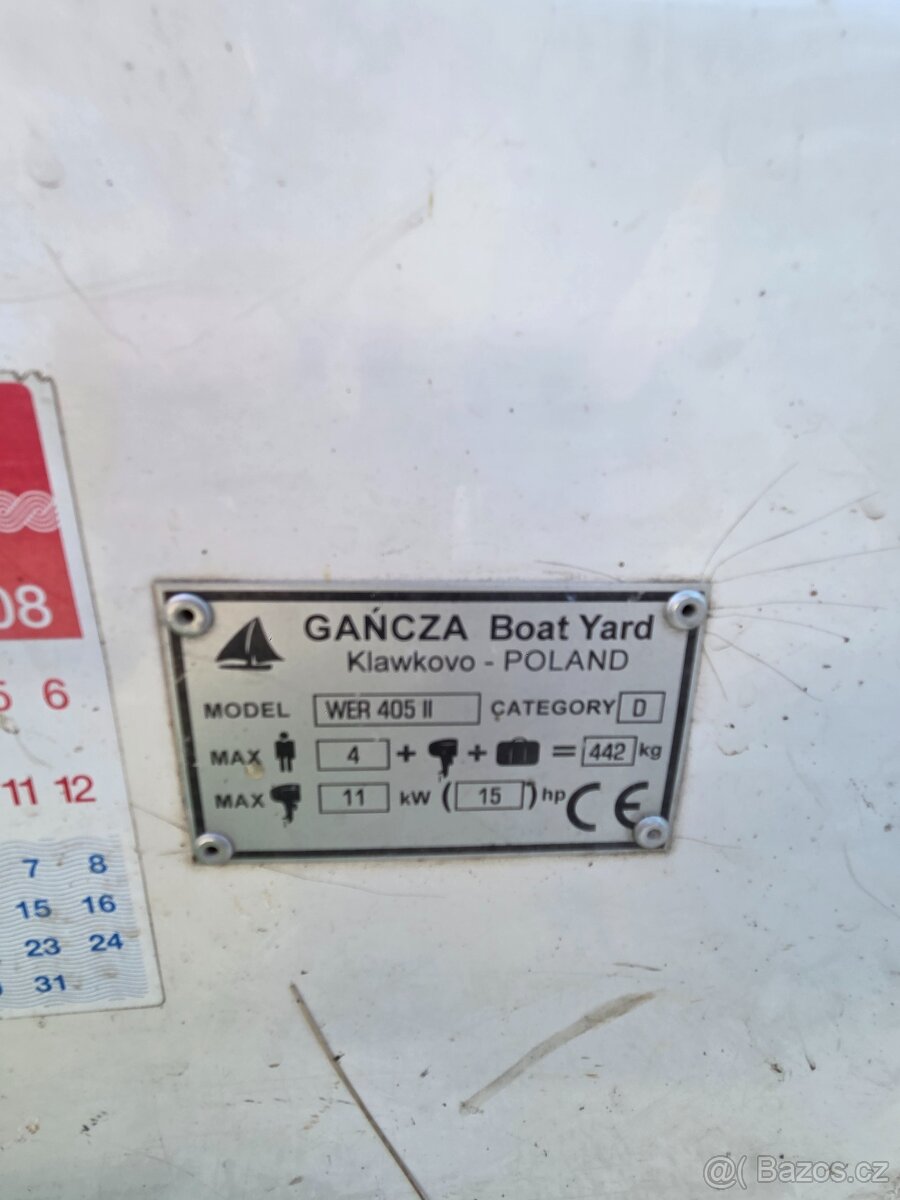 08
5 6
11 12
7 8
15 16
23 24
31
GAŃCZA Boat Yard
Klawkovo - POLAND
MODEL WER 405 II CATEGORY D
MAX 4 + + = 442 kg
MAX 11 kW (15) hp CE
@( Bazos.cz